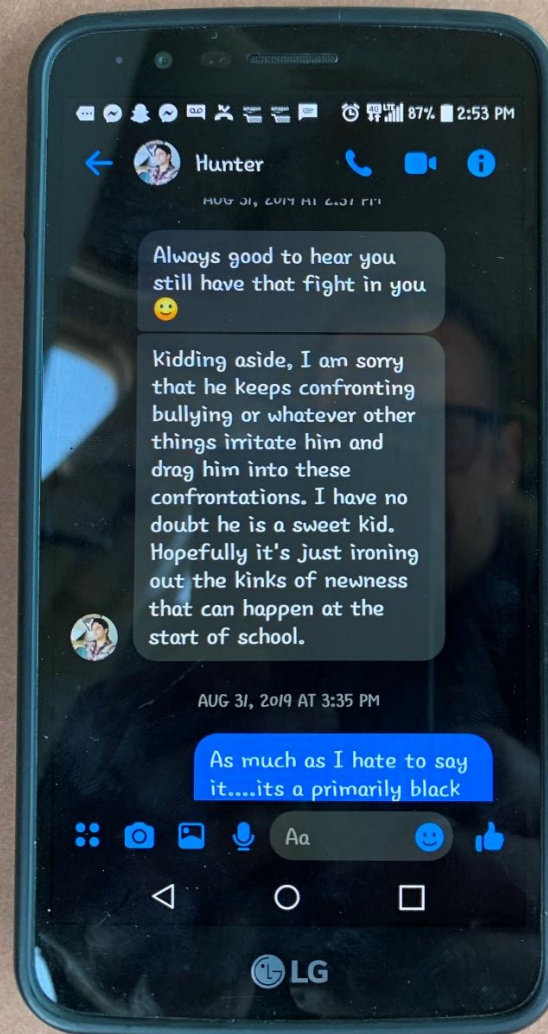 87% 2:53 PM
Hunter
AUG 31, 2019 AT 2:37 PM
Always good to hear you
still have that fight in you
🙂
Kidding aside, I am sorry
that he keeps confronting
bullying or whatever other
things irritate him and
drag him into these
confrontations. I have no
doubt he is a sweet kid.
Hopefully it's just ironing
out the kinks of newness
that can happen at the
start of school.
AUG 31, 2019 AT 3:35 PM
As much as I hate to say
it....its a primarily black
Aa
LG